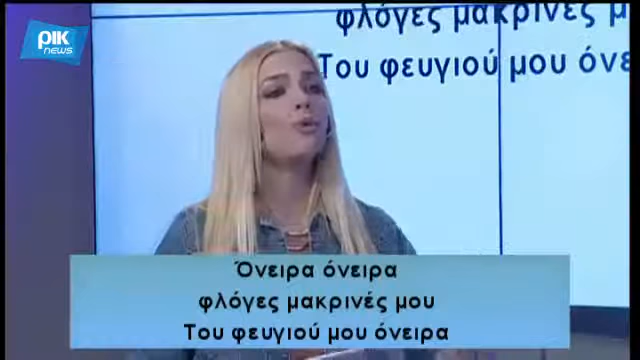 ρικ
news
φλόγες μακρινές μ
Του φευγιού μου όνε
Όνειρα όνειρα
φλόγες μακρινές μου
Του φευγιού μου όνειρα